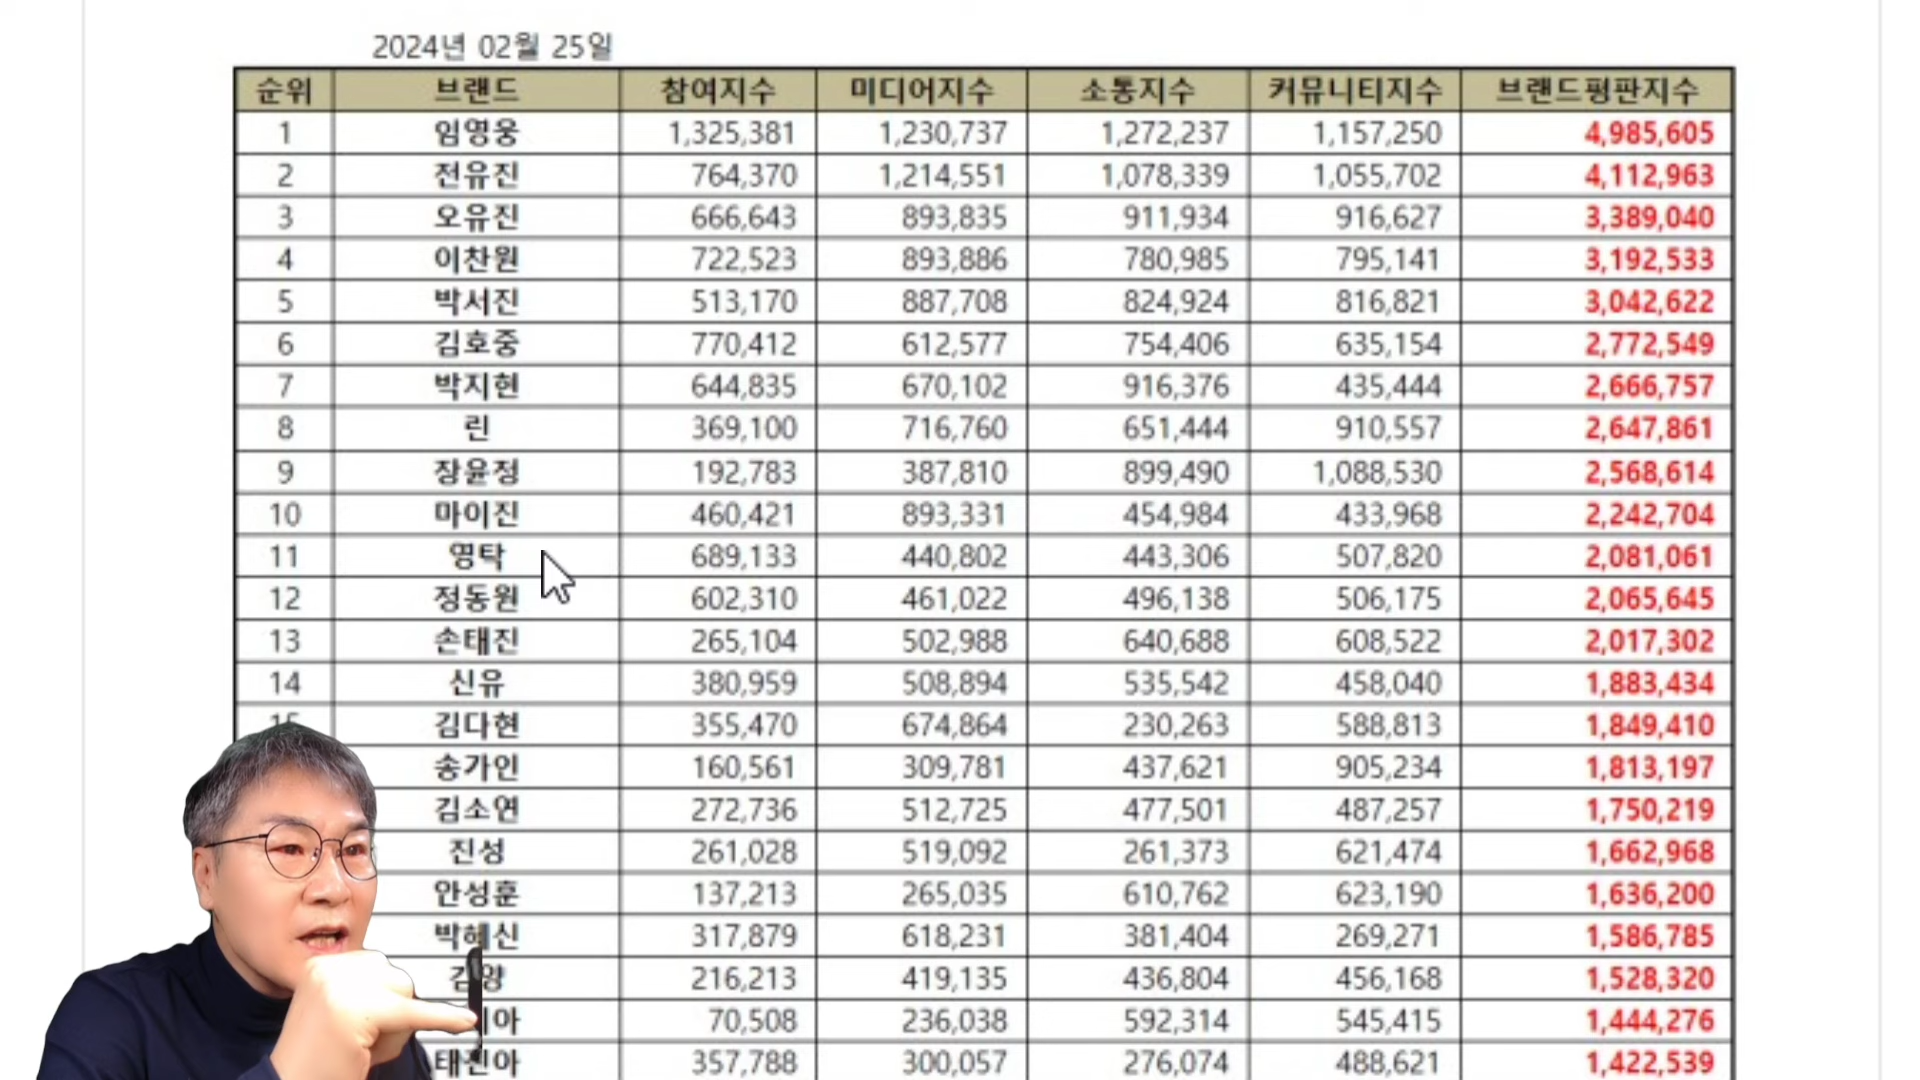 2024년 02월 25일
순위 브랜드 참여지수 미디어지수 소통지수 커뮤니티지수 브랜드평판지수
1 임영웅 1,325,381 1,230,737 1,272,237 1,157,250 4,985,605
2 전유진 764,370 1,214,551 1,078,339 1,055,702 4,112,963
3 오유진 666,643 893,835 911,934 916,627 3,389,040
4 이찬원 722,523 893,886 780,985 795,141 3,192,533
5 박서진 513,170 887,708 824,924 816,821 3,042,622
6 김호중 770,412 612,577 754,406 635,154 2,772,549
7 박지현 644,835 670,102 916,376 435,444 2,666,757
8 린 369,100 716,760 651,444 910,557 2,647,861
9 장윤정 192,783 387,810 899,490 1,088,530 2,568,614
10 마이진 460,421 893,331 454,984 433,968 2,242,704
11 영탁 689,133 440,802 443,306 507,820 2,081,061
12 정동원 602,310 461,022 496,138 506,175 2,065,645
13 손태진 265,104 502,988 640,688 608,522 2,017,302
14 신유 380,959 508,894 535,542 458,040 1,883,434
15 김다현 355,470 674,864 230,263 588,813 1,849,410
송가인 160,561 309,781 437,621 905,234 1,813,197
김소연 272,736 512,725 477,501 487,257 1,750,219
진성 261,028 519,092 261,373 621,474 1,662,968
안성훈 137,213 265,035 610,762 623,190 1,636,200
박혜신 317,879 618,231 381,404 269,271 1,586,785
김양 216,213 419,135 436,804 456,168 1,528,320
70,508 236,038 592,314 545,415 1,444,276
태진아 357,788 300,057 276,074 488,621 1,422,539